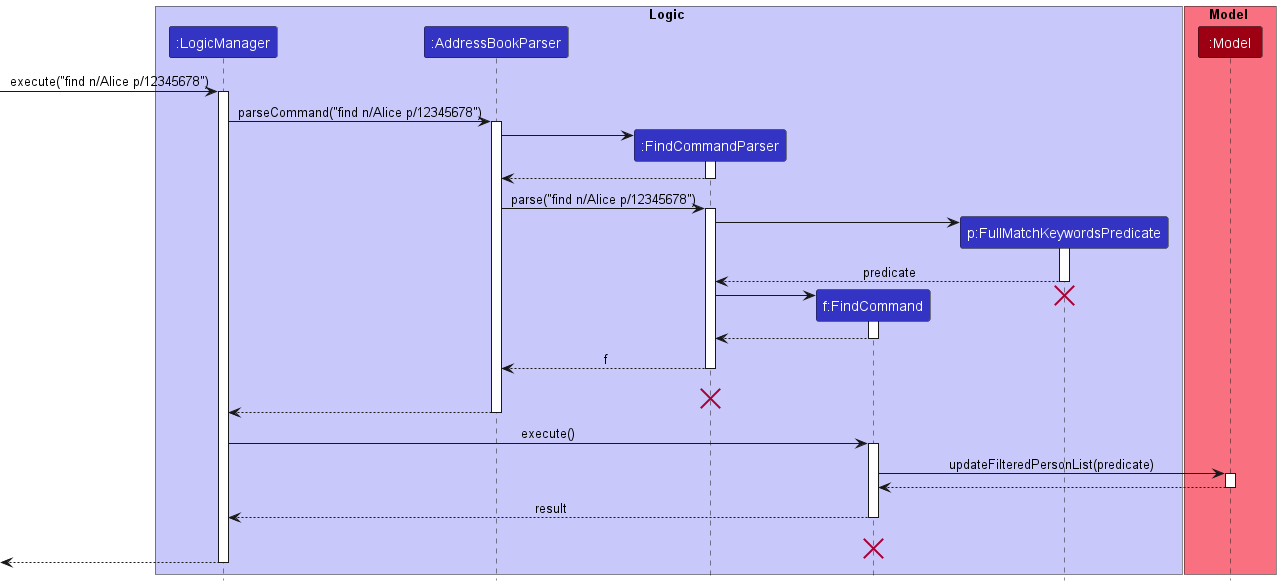 Logic
Model
:LogicManager
:AddressBookParser
:Model
execute("find n/Alice p/12345678")
parseCommand("find n/Alice p/12345678")
:FindCommandParser
parse("find n/Alice p/12345678")
p:FullMatchKeywordsPredicate
predicate
f:FindCommand
f
execute()
updateFilteredPersonList(predicate)
result